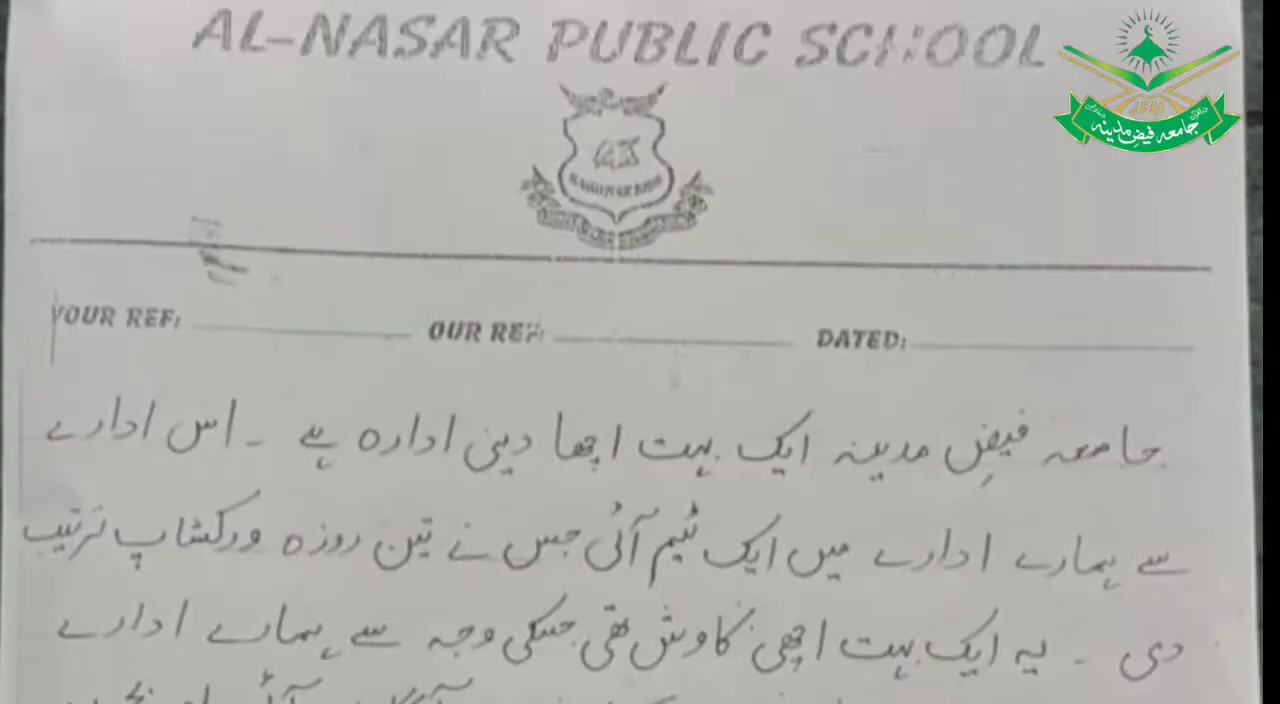 AL-NASAR PUBLIC SCHOOL
جامعہ فیضِ مدینہ
YOUR REF:
OUR REF:
DATED:
جامعہ فیضِ مدینہ ایک بہت اچھا دینی ادارہ ہے ۔ اس ادارے
سے ہمارے ادارے میں ایک ٹیم آئی جس نے تین روزہ ورکشاپ ترتیب
دی ۔ یہ ایک بہت اچھی کاوش تھی جسکی وجہ سے ہمارے ادارے